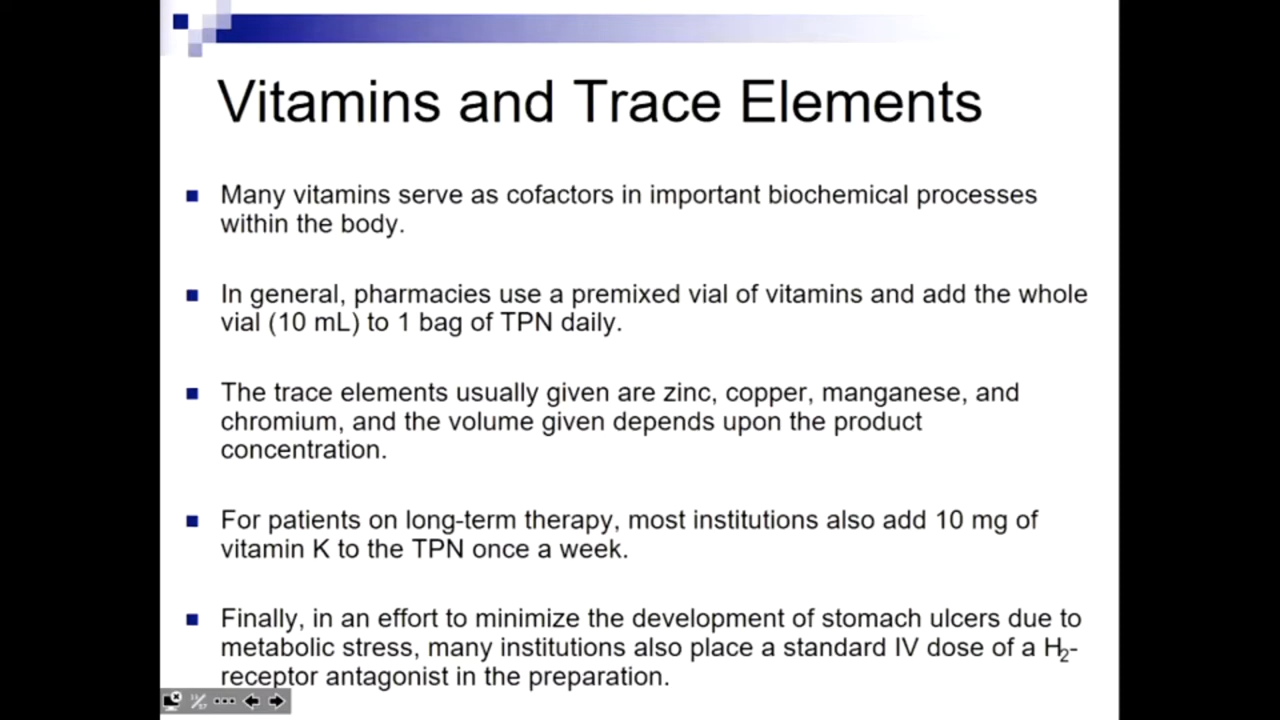 Vitamins and Trace Elements
Many vitamins serve as cofactors in important biochemical processes
within the body.
In general, pharmacies use a premixed vial of vitamins and add the whole
vial (10 mL) to 1 bag of TPN daily.
The trace elements usually given are zinc, copper, manganese, and
chromium, and the volume given depends upon the product
concentration.
For patients on long-term therapy, most institutions also add 10 mg of
vitamin K to the TPN once a week.
Finally, in an effort to minimize the development of stomach ulcers due to
metabolic stress, many institutions also place a standard IV dose of a H₂-
receptor antagonist in the preparation.